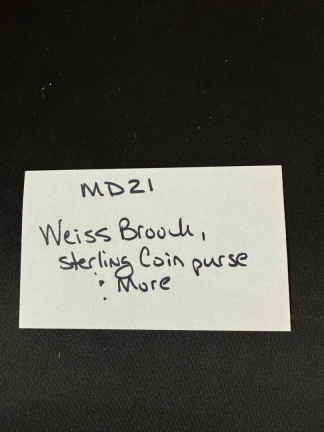 MD21
Weiss Brooch,
sterling Coin purse
: More